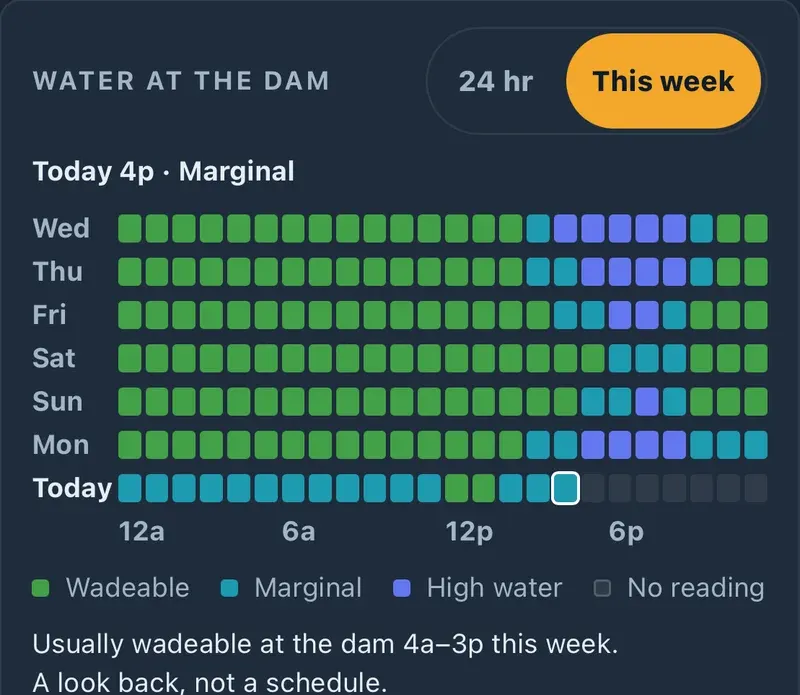 WATER AT THE DAM
24 hr
This week
Today 4p · Marginal
Wed
Thu
Fri
Sat
Sun
Mon
Today
12a 6a 12p 6p
Wadeable Marginal High water No reading
Usually wadeable at the dam 4a–3p this week.
A look back, not a schedule.